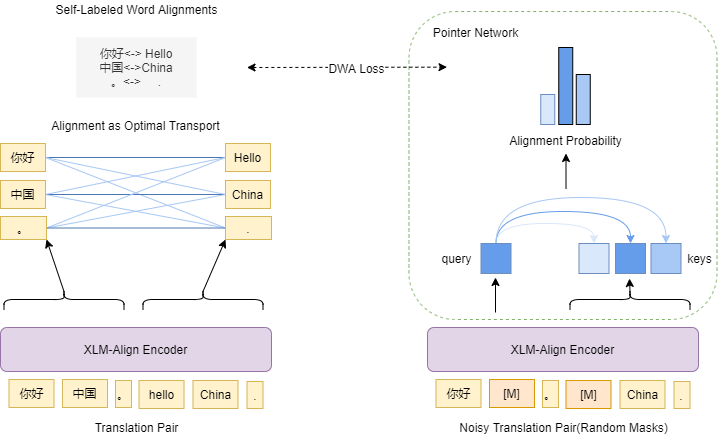 Self-Labeled Word Alignments
你好<-> Hello
中国<->China
。<-> .
DWA Loss
Alignment as Optimal Transport
你好 Hello
中国 China
。 .
XLM-Align Encoder
你好 中国 。 hello China .
Translation Pair
Pointer Network
Alignment Probability
query keys
XLM-Align Encoder
你好 [M] 。 [M] China .
Noisy Translation Pair(Random Masks)